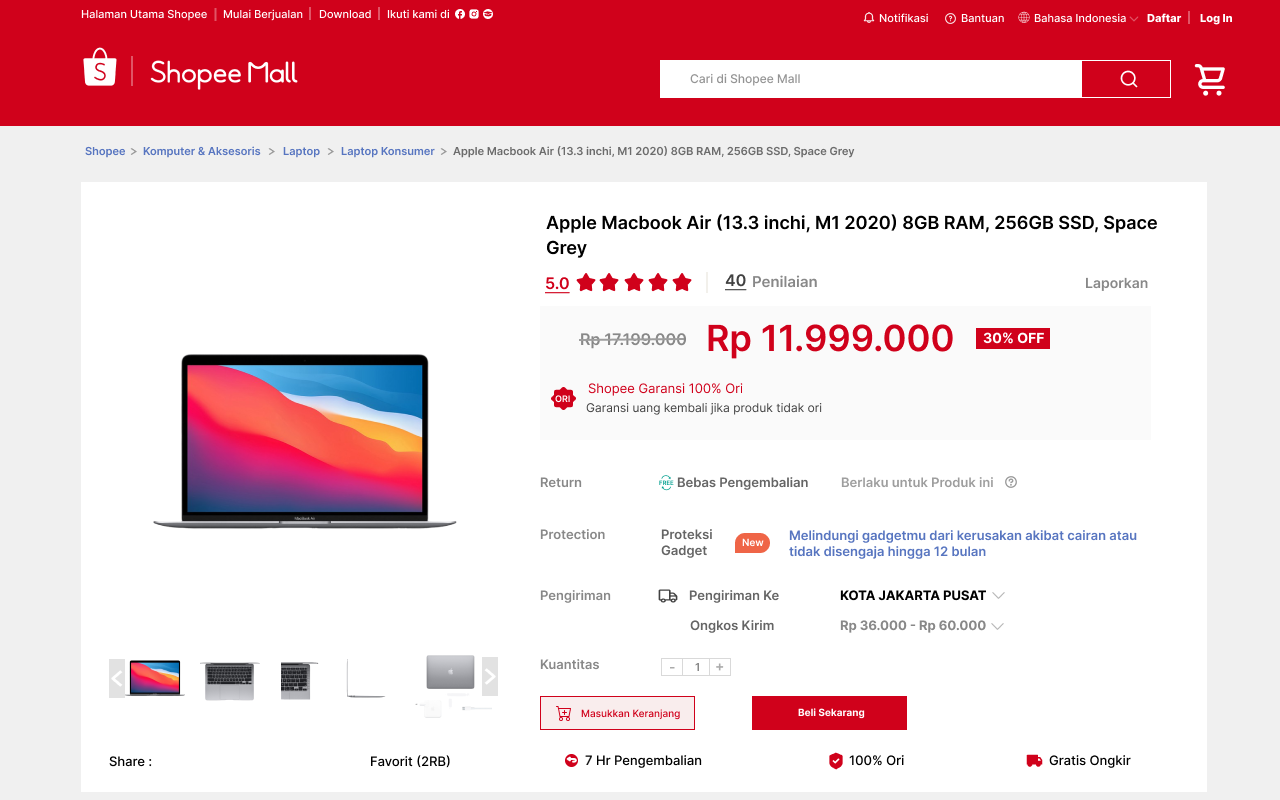 Halaman Utama Shopee | Mulai Berjualan | Download | Ikuti kami di
Notifikasi Bantuan Bahasa Indonesia Daftar | Log In
S | Shopee Mall
Cari di Shopee Mall
Shopee > Komputer & Aksesoris > Laptop > Laptop Konsumer > Apple Macbook Air (13.3 inchi, M1 2020) 8GB RAM, 256GB SSD, Space Grey
Apple Macbook Air (13.3 inchi, M1 2020) 8GB RAM, 256GB SSD, Space
Grey
5.0 40 Penilaian Laporkan
Rp 17.199.000 Rp 11.999.000 30% OFF
ORI
Shopee Garansi 100% Ori
Garansi uang kembali jika produk tidak ori
MacBook Air
Return FREE Bebas Pengembalian Berlaku untuk Produk ini
Protection Proteksi Gadget New Melindungi gadgetmu dari kerusakan akibat cairan atau
tidak disengaja hingga 12 bulan
Pengiriman Pengiriman Ke KOTA JAKARTA PUSAT
Ongkos Kirim Rp 36.000 - Rp 60.000
Kuantitas - 1 +
Masukkan Keranjang Beli Sekarang
Share : Favorit (2RB) 7 Hr Pengembalian 100% Ori Gratis Ongkir